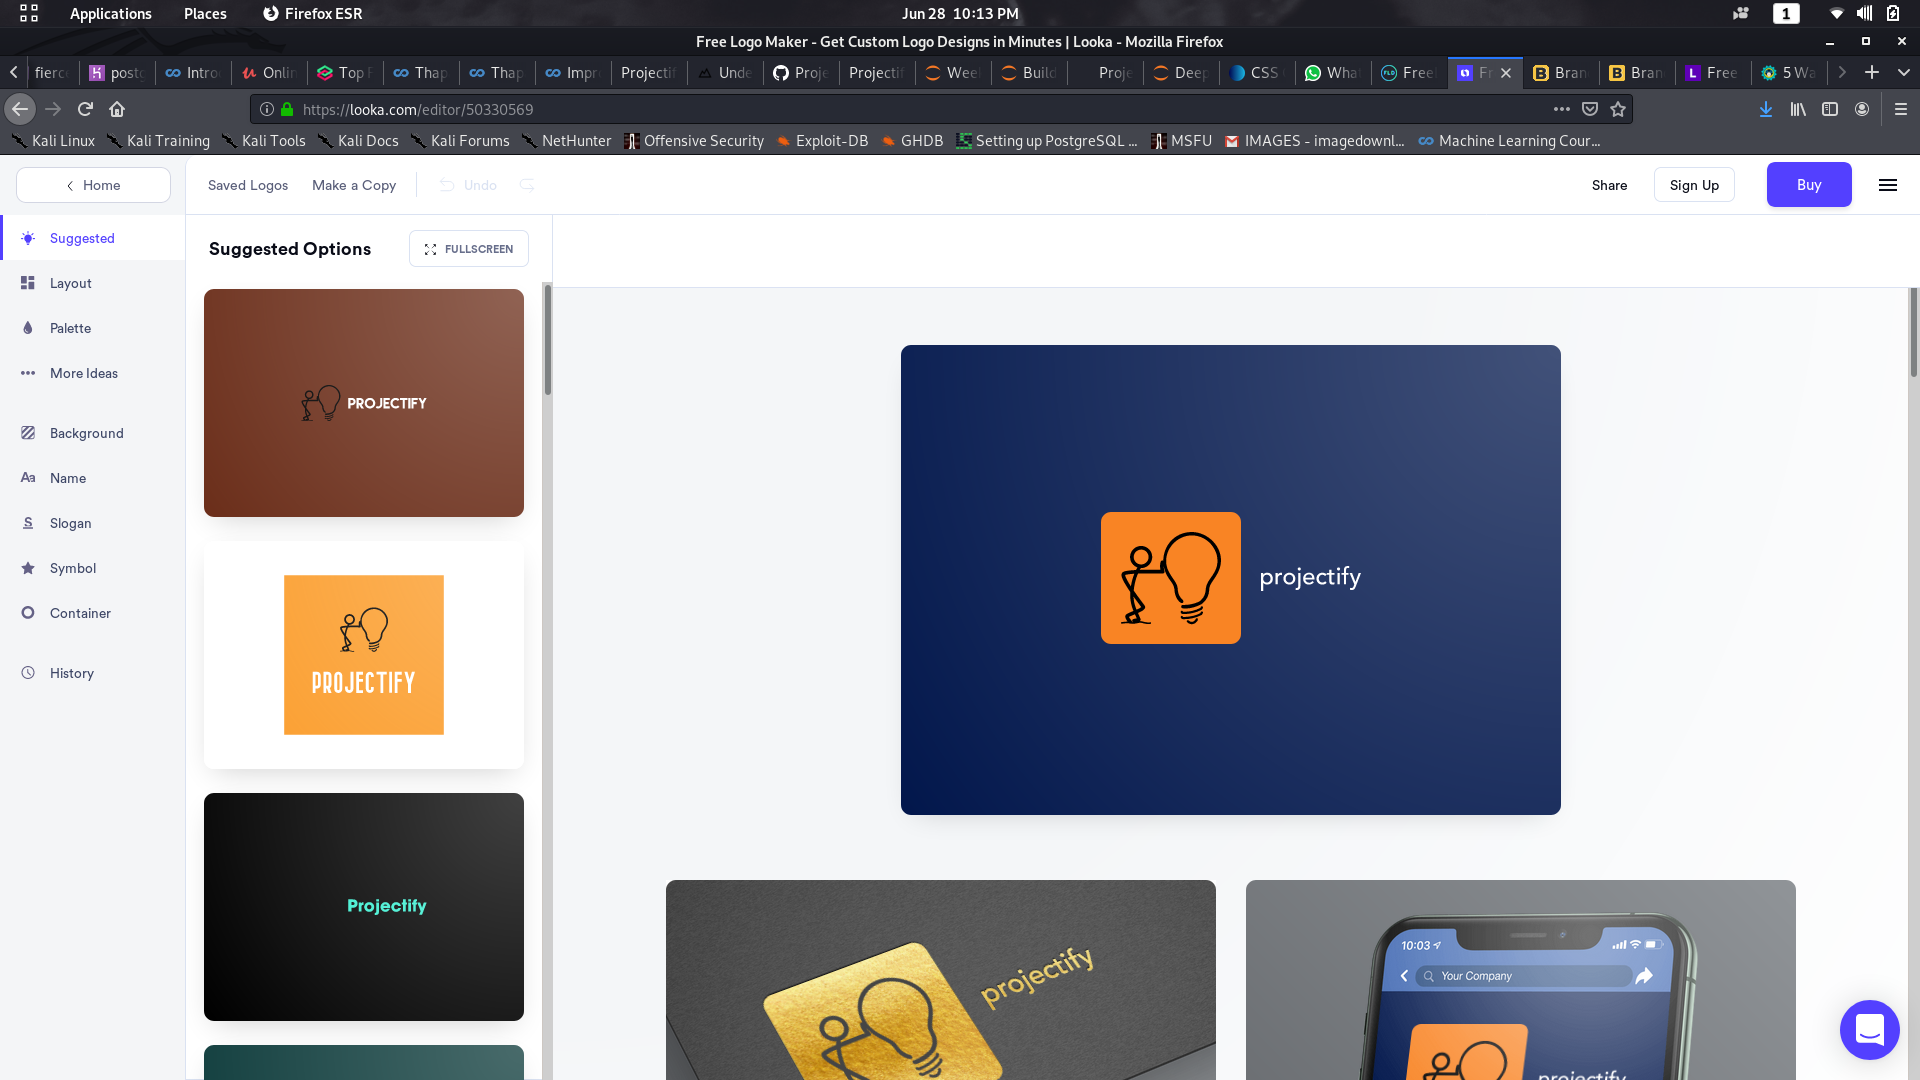 Applications Places Firefox ESR Jun 28 10:13 PM 1
Free Logo Maker - Get Custom Logo Designs in Minutes | Looka - Mozilla Firefox
fierc postg Intro Onlin Top F Thap Thap Impr Projectif Unde Proje Projectif Wee Build Proje Deep CSS What Free Fr Bran Bran Free 5 Wa
https://looka.com/editor/50330569
Kali Linux Kali Training Kali Tools Kali Docs Kali Forums NetHunter Offensive Security Exploit-DB GHDB Setting up PostgreSQL ... MSFU IMAGES - imagedownl... Machine Learning Cour...
Home Saved Logos Make a Copy Undo Share Sign Up Buy
Suggested
Layout
Palette
More Ideas
Background
Name
Slogan
Symbol
Container
History
Suggested Options FULLSCREEN
PROJECTIFY
PROJECTIFY
Projectify
projectify
projectify
10:03
Your Company
projectify